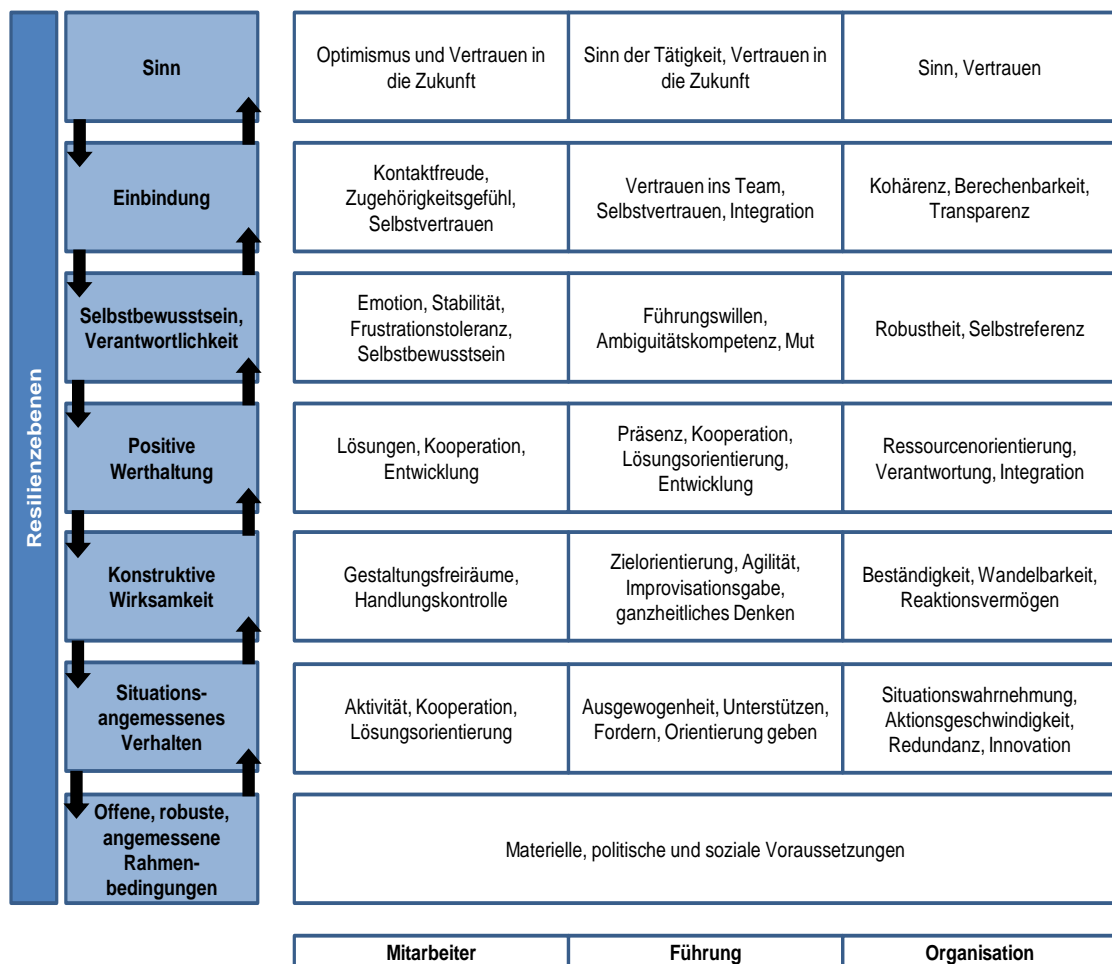 Resilienzebenen
Sinn
Optimismus und Vertrauen in
die Zukunft
Sinn der Tätigkeit, Vertrauen in
die Zukunft
Sinn, Vertrauen
Einbindung
Kontaktfreude,
Zugehörigkeitsgefühl,
Selbstvertrauen
Vertrauen ins Team,
Selbstvertrauen, Integration
Kohärenz, Berechenbarkeit,
Transparenz
Selbstbewusstsein,
Verantwortlichkeit
Emotion, Stabilität,
Frustrationstoleranz,
Selbstbewusstsein
Führungswillen,
Ambiguitätskompetenz, Mut
Robustheit, Selbstreferenz
Positive
Werthaltung
Lösungen, Kooperation,
Entwicklung
Präsenz, Kooperation,
Lösungsorientierung,
Entwicklung
Ressourcenorientierung,
Verantwortung, Integration
Konstruktive
Wirksamkeit
Gestaltungsfreiräume,
Handlungskontrolle
Zielorientierung, Agilität,
Improvisationsgabe,
ganzheitliches Denken
Beständigkeit, Wandelbarkeit,
Reaktionsvermögen
Situations-
angemessenes
Verhalten
Aktivität, Kooperation,
Lösungsorientierung
Ausgewogenheit, Unterstützen,
Fordern, Orientierung geben
Situationswahrnehmung,
Aktionsgeschwindigkeit,
Redundanz, Innovation
Offene, robuste,
angemessene
Rahmen-
bedingungen
Materielle, politische und soziale Voraussetzungen
Mitarbeiter
Führung
Organisation